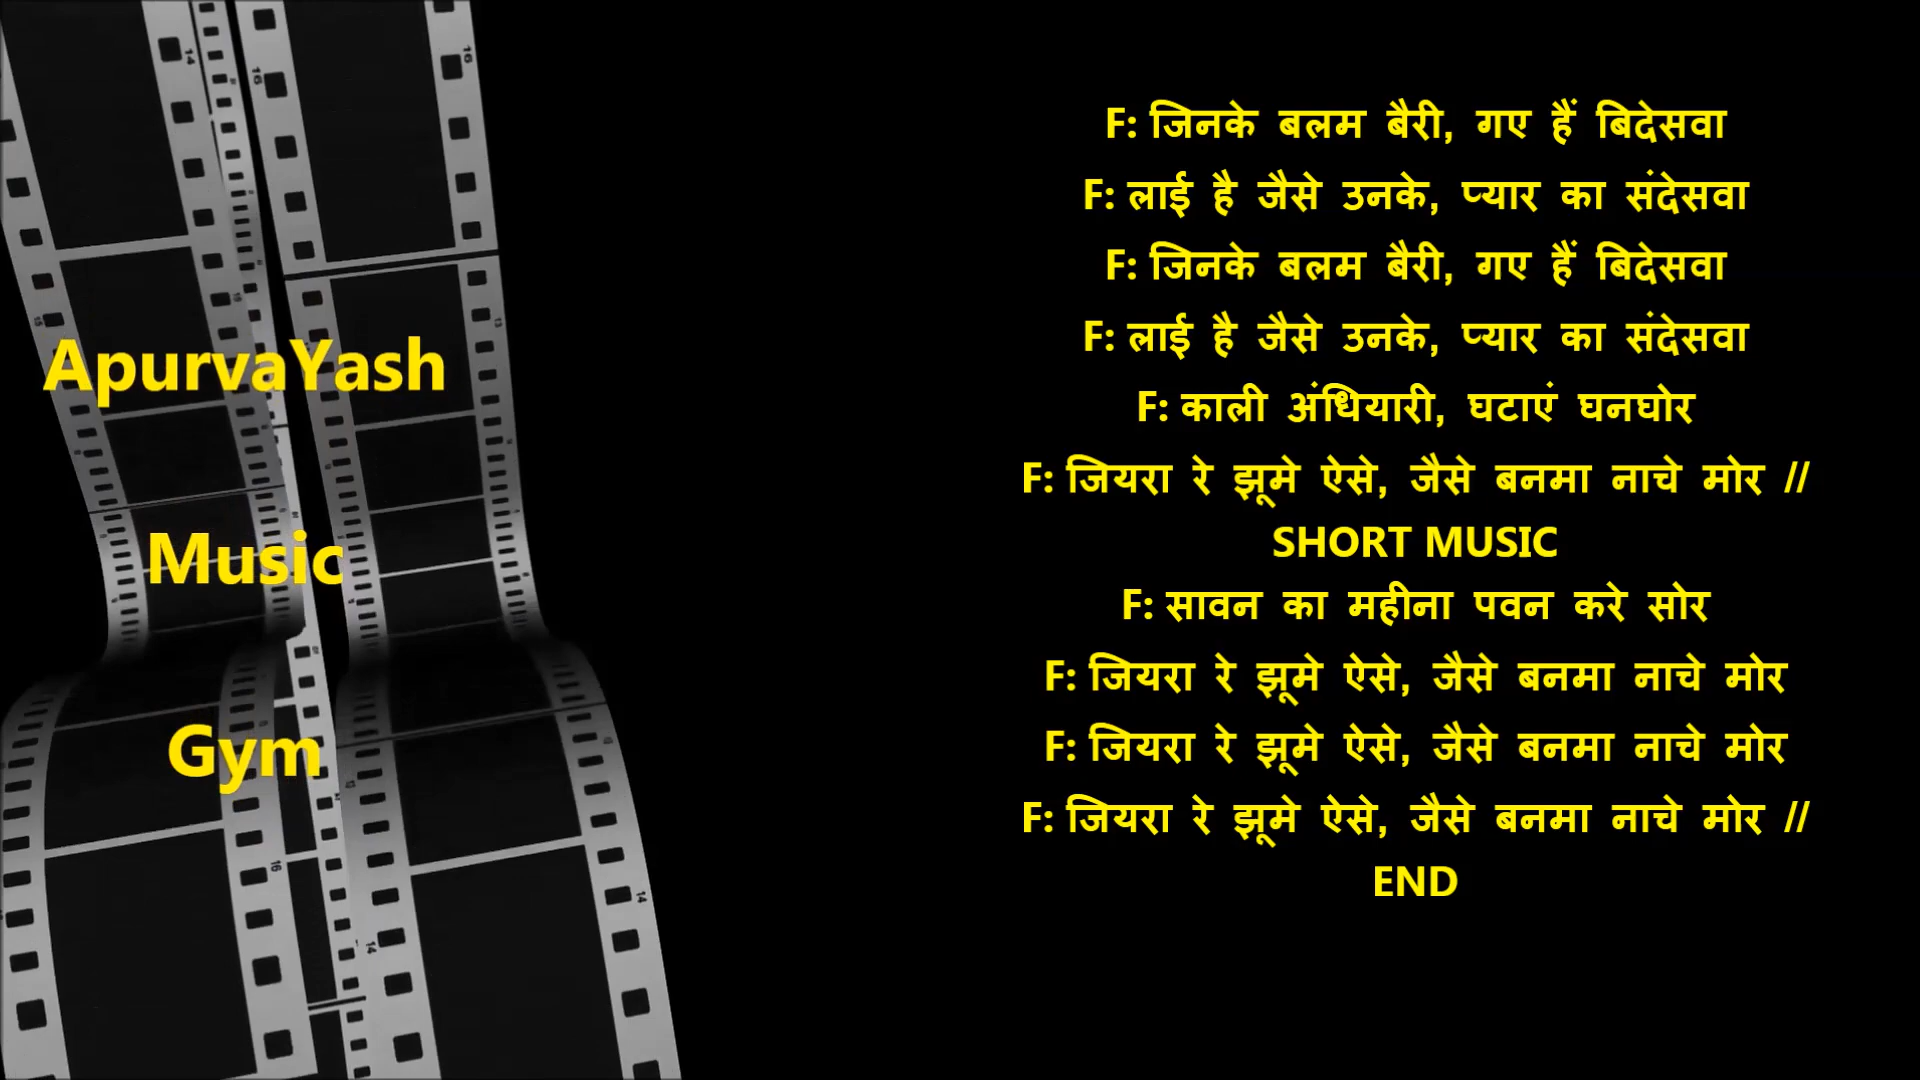 ApurvaYash
Music
Gym
F: जिनके बलम बैरी, गए हैं बिदेसवा
F: लाई है जैसे उनके, प्यार का संदेसवा
F: जिनके बलम बैरी, गए हैं बिदेसवा
F: लाई है जैसे उनके, प्यार का संदेसवा
F: काली अंधियारी, घटाएं घनघोर
F: जियरा रे झूमे ऐसे, जैसे बनमा नाचे मोर //
SHORT MUSIC
F: सावन का महीना पवन करे सोर
F: जियरा रे झूमे ऐसे, जैसे बनमा नाचे मोर
F: जियरा रे झूमे ऐसे, जैसे बनमा नाचे मोर
F: जियरा रे झूमे ऐसे, जैसे बनमा नाचे मोर //
END